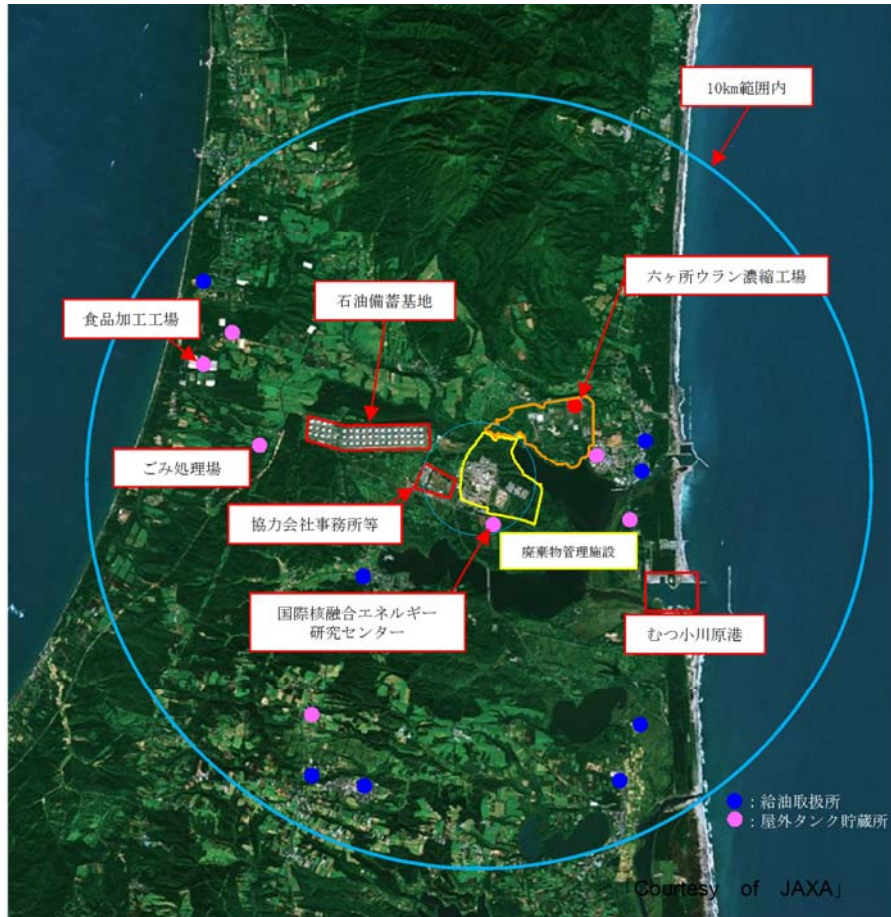 10km範囲内
六ヶ所ウラン濃縮工場
石油備蓄基地
食品加工工場
ごみ処理場
協力会社事務所等
廃棄物管理施設
国際核融合エネルギー
研究センター
むつ小川原港
：給油取扱所
：屋外タンク貯蔵所
「Courtesy of JAXA」